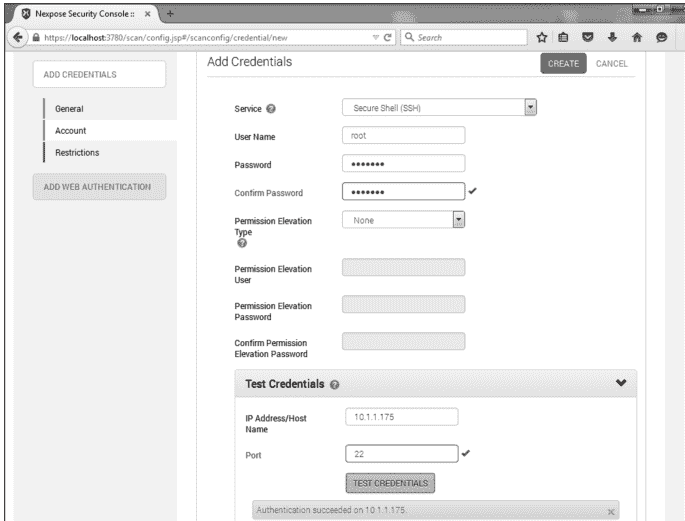 Nexpose Security Console :: × +
https://localhost:3780/scan/config.jsp#/scanconfig/credential/new
Search
ADD CREDENTIALS
General
Account
Restrictions
ADD WEB AUTHENTICATION
Add Credentials
CREATE
CANCEL
Service
Secure Shell (SSH)
User Name
root
Password
•••••••
Confirm Password
•••••••
Permission Elevation
Type
None
Permission Elevation
User
Permission Elevation
Password
Confirm Permission
Elevation Password
Test Credentials
IP Address/Host
Name
10.1.1.175
Port
22
TEST CREDENTIALS
Authentication succeeded on 10.1.1.175.